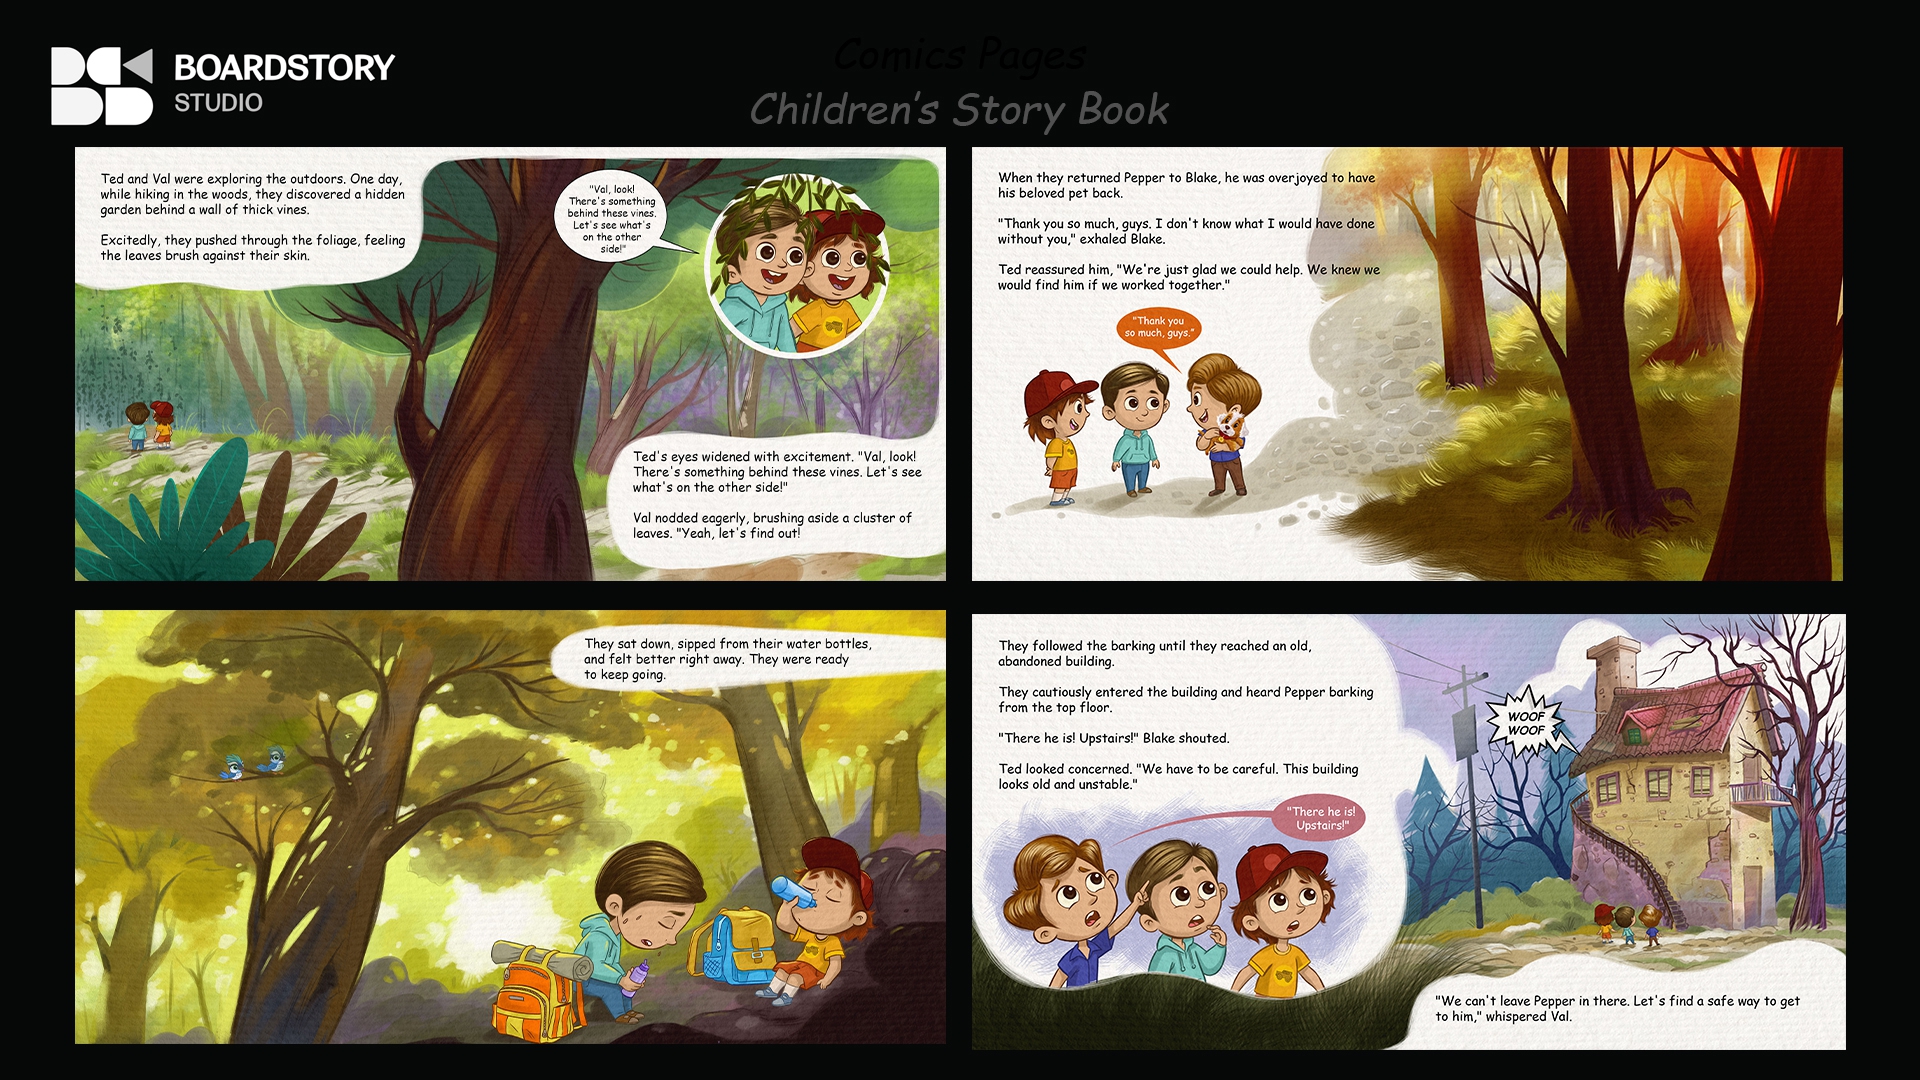 BOARDSTORY
STUDIO
Comics Pages
Children's Story Book
Ted and Val were exploring the outdoors. One day,
while hiking in the woods, they discovered a hidden
garden behind a wall of thick vines.
Excitedly, they pushed through the foliage, feeling
the leaves brush against their skin.
"Val, look!
There's something
behind these vines.
Let's see what's
on the other
side!"
Ted's eyes widened with excitement. "Val, look!
There's something behind these vines. Let's see
what's on the other side!"
Val nodded eagerly, brushing aside a cluster of
leaves. "Yeah, let's find out!
When they returned Pepper to Blake, he was overjoyed to have
his beloved pet back.
"Thank you so much, guys. I don't know what I would have done
without you," exhaled Blake.
Ted reassured him, "We're just glad we could help. We knew we
would find him if we worked together."
"Thank you
so much, guys."
They sat down, sipped from their water bottles,
and felt better right away. They were ready
to keep going.
They followed the barking until they reached an old,
abandoned building.
They cautiously entered the building and heard Pepper barking
from the top floor.
"There he is! Upstairs!" Blake shouted.
Ted looked concerned. "We have to be careful. This building
looks old and unstable."
"There he is!
Upstairs!"
WOOF
WOOF
"We can't leave Pepper in there. Let's find a safe way to get
to him," whispered Val.